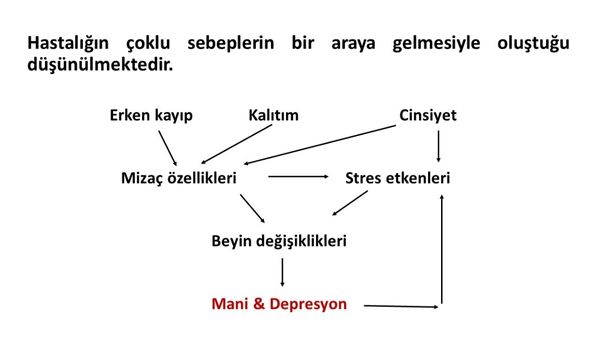 Hastalığın çoklu sebeplerin bir araya gelmesiyle oluştuğu
düşünülmektedir.
Erken kayıp Kalıtım Cinsiyet
Mizaç özellikleri Stres etkenleri
Beyin değişiklikleri
Mani & Depresyon